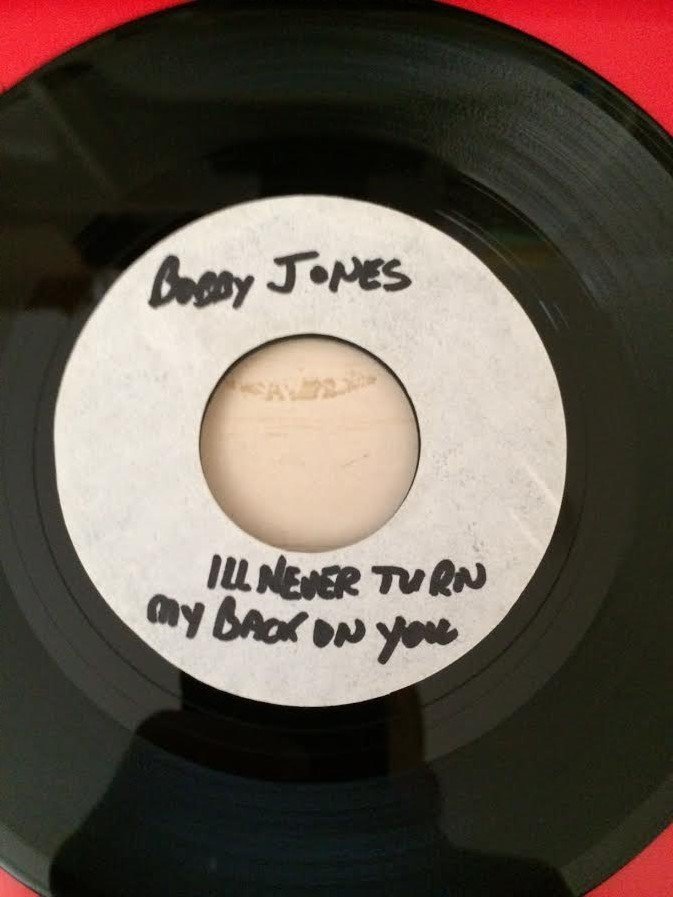 BOBBY JONES
ILL NEVER TURN
MY BACK ON YOU